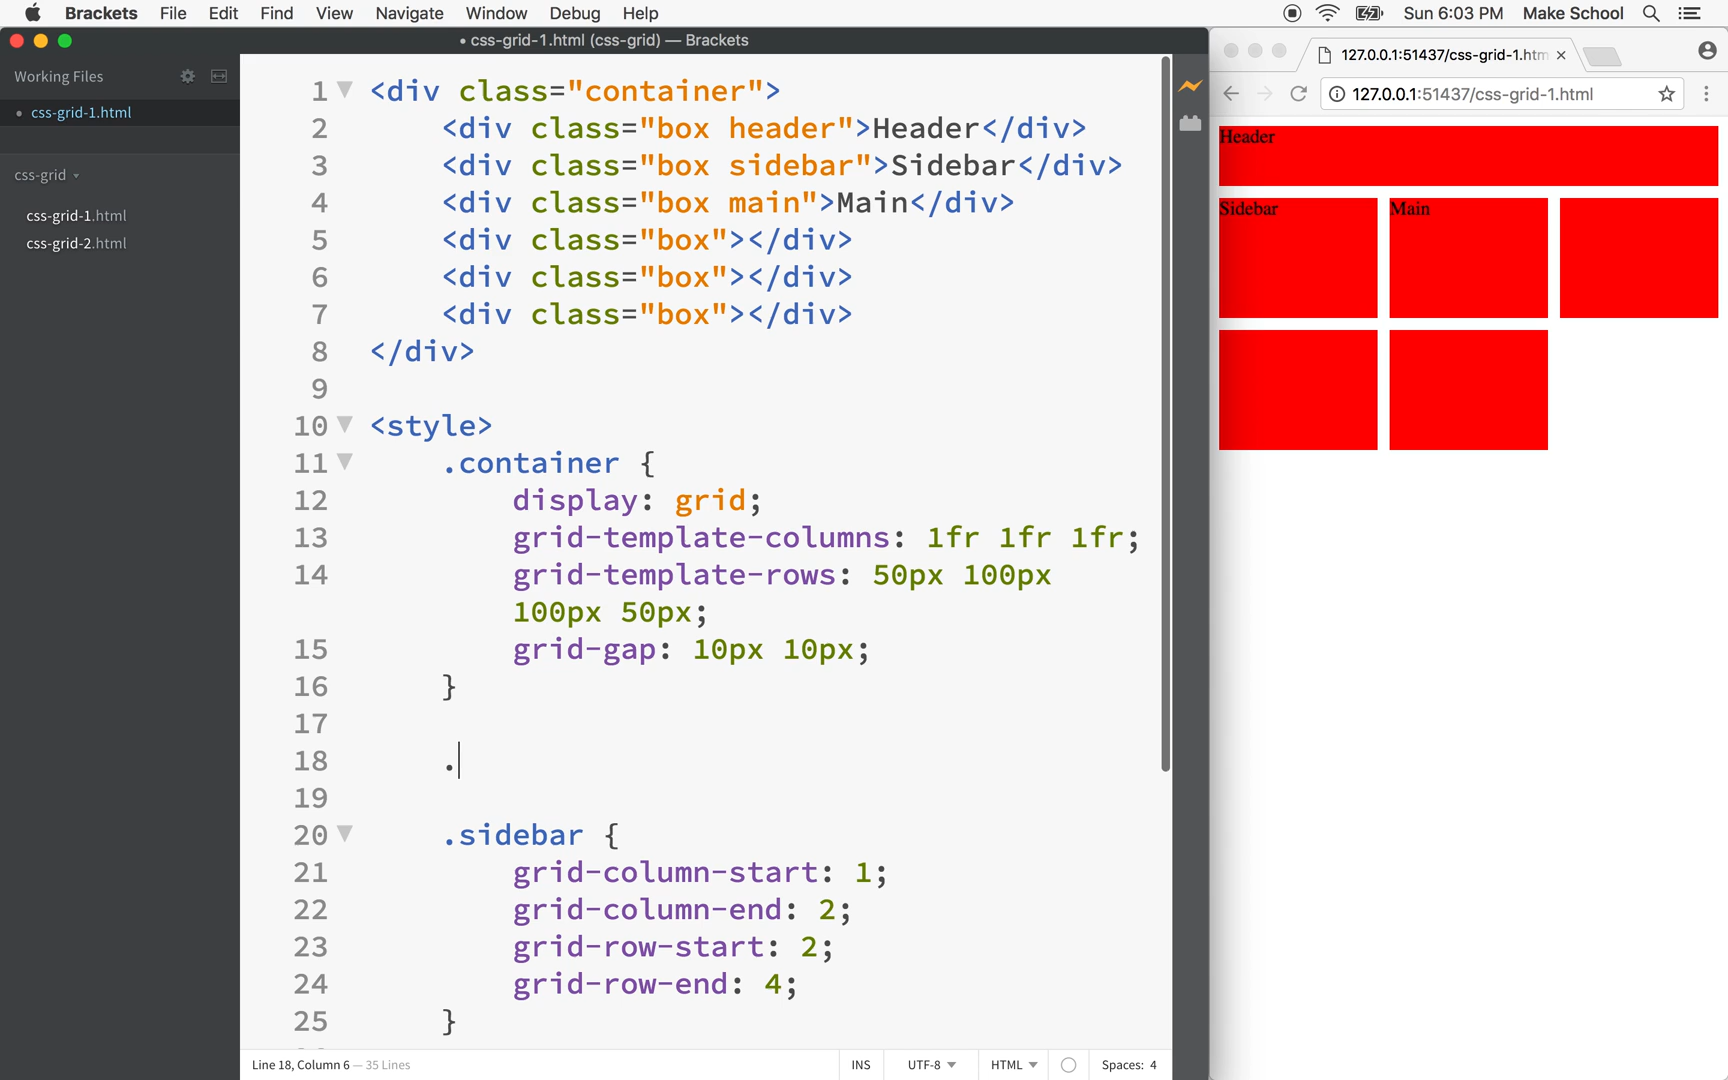 Brackets File Edit Find View Navigate Window Debug Help Sun 6:03 PM Make School
• css-grid-1.html (css-grid) — Brackets
127.0.0.1:51437/css-grid-1.htm
127.0.0.1:51437/css-grid-1.html
Working Files
• css-grid-1.html
css-grid
css-grid-1.html
css-grid-2.html
1 <div class="container">
2 <div class="box header">Header</div>
3 <div class="box sidebar">Sidebar</div>
4 <div class="box main">Main</div>
5 <div class="box"></div>
6 <div class="box"></div>
7 <div class="box"></div>
8 </div>
9
10 <style>
11 .container {
12 display: grid;
13 grid-template-columns: 1fr 1fr 1fr;
14 grid-template-rows: 50px 100px
100px 50px;
15 grid-gap: 10px 10px;
16 }
17
18 .
19
20 .sidebar {
21 grid-column-start: 1;
22 grid-column-end: 2;
23 grid-row-start: 2;
24 grid-row-end: 4;
25 }
Line 18, Column 6 — 35 Lines INS UTF-8 HTML Spaces: 4
Header
Sidebar Main